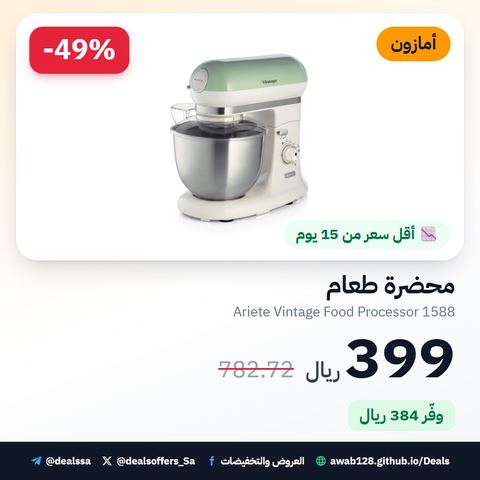 -49%
أمازون
أقل سعر من 15 يوم
محضرة طعام
Ariete Vintage Food Processor 1588
399 ريال 782.72
وفّر 384 ريال
@dealssa @dealsoffers_Sa العروض والتخفيضات awab128.github.io/Deals